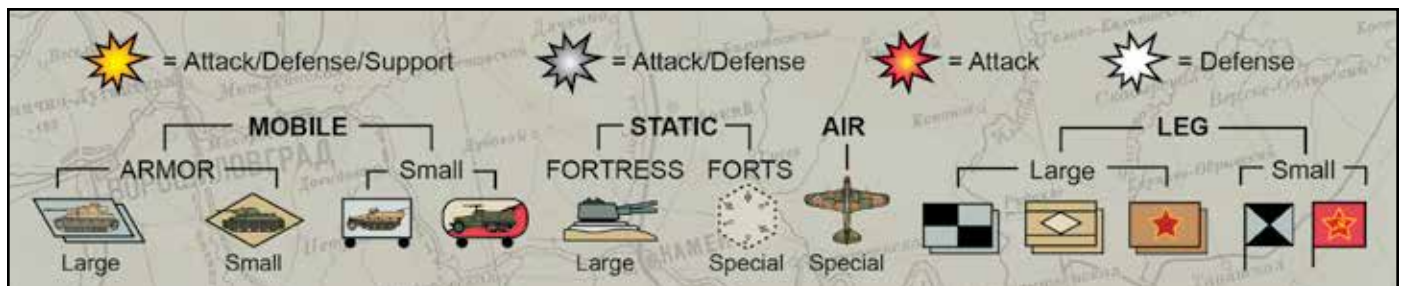 = Attack/Defense/Support = Attack/Defense = Attack = Defense
MOBILE STATIC AIR LEG
ARMOR Small FORTRESS FORTS Large Small
Large Small Large Special Special